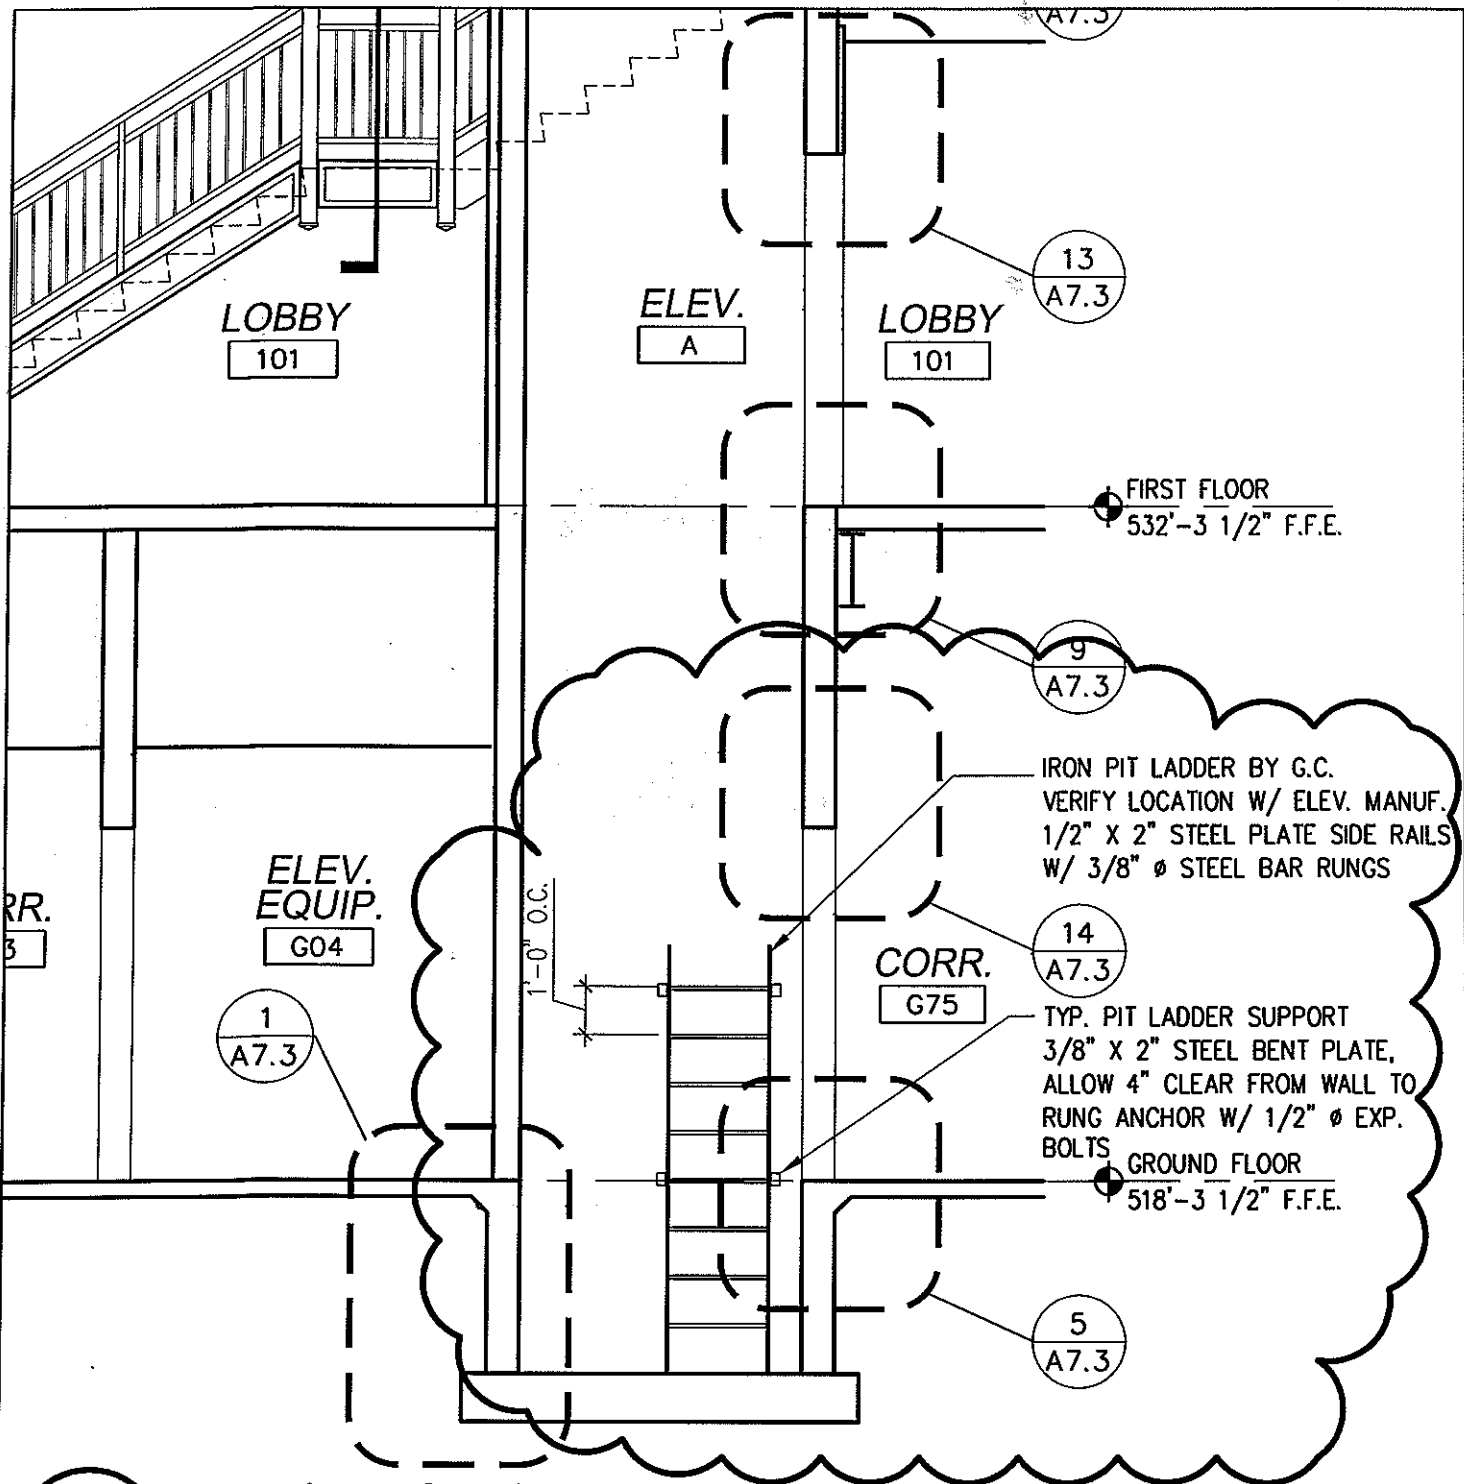 A7.3
13
A7.3
LOBBY
101
ELEV.
A
LOBBY
101
FIRST FLOOR
532'-3 1/2" F.F.E.
9
A7.3
IRON PIT LADDER BY G.C.
VERIFY LOCATION W/ ELEV. MANUF.
1/2" X 2" STEEL PLATE SIDE RAILS
W/ 3/8" ø STEEL BAR RUNGS
ELEV.
EQUIP.
G04
RR.
3
1'-0" O.C.
14
A7.3
CORR.
G75
1
A7.3
TYP. PIT LADDER SUPPORT
3/8" X 2" STEEL BENT PLATE,
ALLOW 4" CLEAR FROM WALL TO
RUNG ANCHOR W/ 1/2" ø EXP.
BOLTS
GROUND FLOOR
518'-3 1/2" F.F.E.
5
A7.3